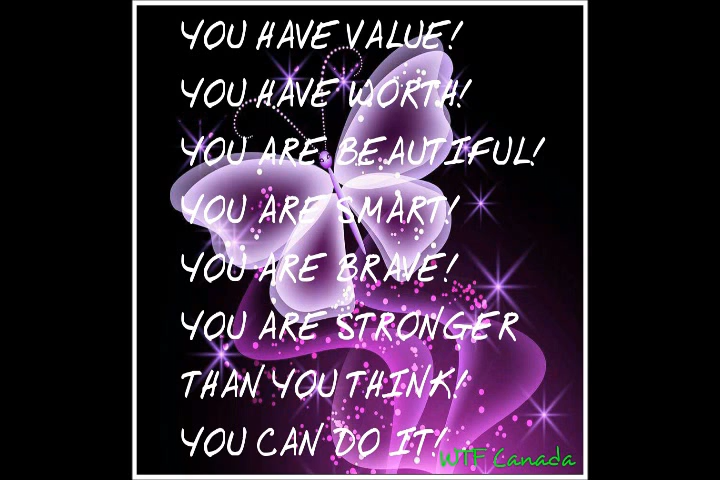 YOU HAVE VALUE!
YOU HAVE WORTH!
YOU ARE BEAUTIFUL!
YOU ARE SMART!
YOU ARE BRAVE!
YOU ARE STRONGER
THAN YOU THINK!
YOU CAN DO IT!
WTF Canada